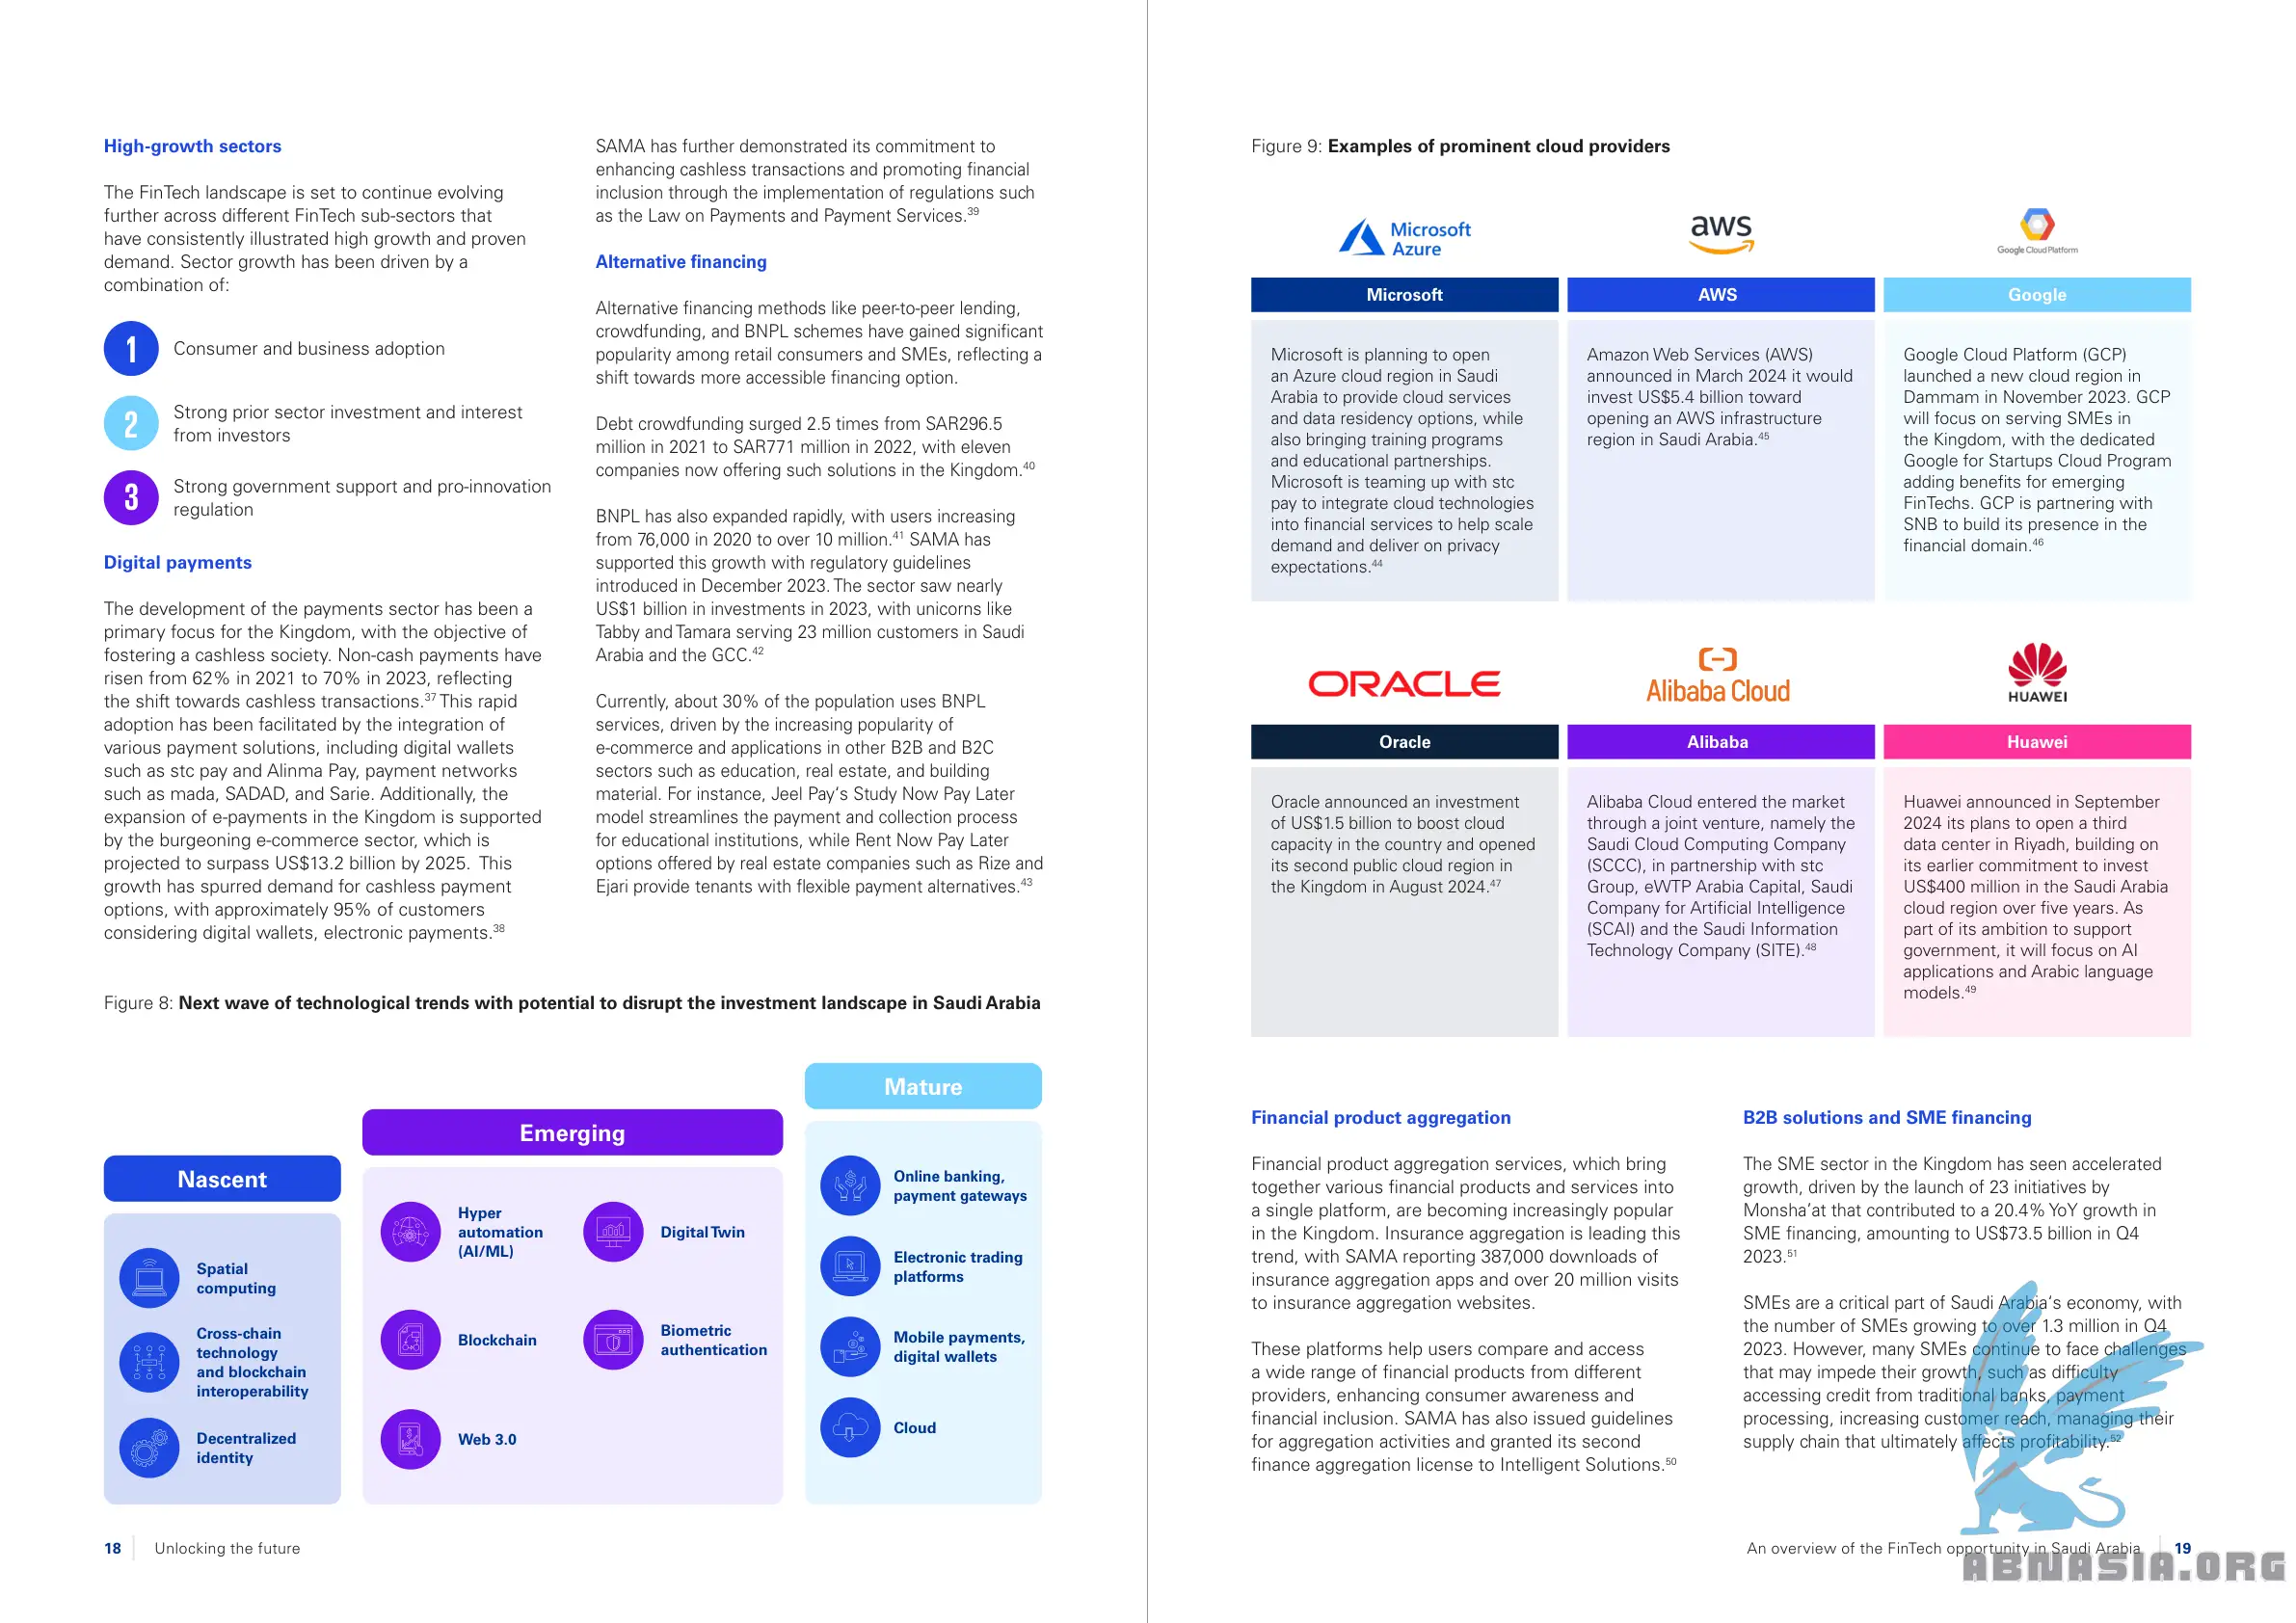 High-growth sectors
The FinTech landscape is set to continue evolving
further across different FinTech sub-sectors that
have consistently illustrated high growth and proven
demand. Sector growth has been driven by a
combination of:
1
Consumer and business adoption
2
Strong prior sector investment and interest
from investors
3
Strong government support and pro-innovation
regulation
Digital payments
The development of the payments sector has been a
primary focus for the Kingdom, with the objective of
fostering a cashless society. Non-cash payments have
risen from 62% in 2021 to 70% in 2023, reflecting
the shift towards cashless transactions.37 This rapid
adoption has been facilitated by the integration of
various payment solutions, including digital wallets
such as stc pay and Alinma Pay, payment networks
such as mada, SADAD, and Sarie. Additionally, the
expansion of e-payments in the Kingdom is supported
by the burgeoning e-commerce sector, which is
projected to surpass US$13.2 billion by 2025. This
growth has spurred demand for cashless payment
options, with approximately 95% of customers
considering digital wallets, electronic payments.38
SAMA has further demonstrated its commitment to
enhancing cashless transactions and promoting financial
inclusion through the implementation of regulations such
as the Law on Payments and Payment Services.39
Alternative financing
Alternative financing methods like peer-to-peer lending,
crowdfunding, and BNPL schemes have gained significant
popularity among retail consumers and SMEs, reflecting a
shift towards more accessible financing option.
Debt crowdfunding surged 2.5 times from SAR296.5
million in 2021 to SAR771 million in 2022, with eleven
companies now offering such solutions in the Kingdom.40
BNPL has also expanded rapidly, with users increasing
from 76,000 in 2020 to over 10 million.41 SAMA has
supported this growth with regulatory guidelines
introduced in December 2023. The sector saw nearly
US$1 billion in investments in 2023, with unicorns like
Tabby and Tamara serving 23 million customers in Saudi
Arabia and the GCC.42
Currently, about 30% of the population uses BNPL
services, driven by the increasing popularity of
e-commerce and applications in other B2B and B2C
sectors such as education, real estate, and building
material. For instance, Jeel Pay's Study Now Pay Later
model streamlines the payment and collection process
for educational institutions, while Rent Now Pay Later
options offered by real estate companies such as Rize and
Ejari provide tenants with flexible payment alternatives.43
Figure 8: Next wave of technological trends with potential to disrupt the investment landscape in Saudi Arabia
Nascent
Spatial
computing
Cross-chain
technology
and blockchain
interoperability
Decentralized
identity
Emerging
Hyper
automation
(AI/ML)
Digital Twin
Blockchain
Biometric
authentication
Web 3.0
Mature
Online banking,
payment gateways
Electronic trading
platforms
Mobile payments,
digital wallets
Cloud
18
Unlocking the future
Figure 9: Examples of prominent cloud providers
Microsoft
Azure
aws
Google Cloud Platform
Microsoft
AWS
Google
Microsoft is planning to open
an Azure cloud region in Saudi
Arabia to provide cloud services
and data residency options, while
also bringing training programs
and educational partnerships.
Microsoft is teaming up with stc
pay to integrate cloud technologies
into financial services to help scale
demand and deliver on privacy
expectations.44
Amazon Web Services (AWS)
announced in March 2024 it would
invest US$5.4 billion toward
opening an AWS infrastructure
region in Saudi Arabia.45
Google Cloud Platform (GCP)
launched a new cloud region in
Dammam in November 2023. GCP
will focus on serving SMEs in
the Kingdom, with the dedicated
Google for Startups Cloud Program
adding benefits for emerging
FinTechs. GCP is partnering with
SNB to build its presence in the
financial domain.46
ORACLE
Alibaba Cloud
HUAWEI
Oracle
Alibaba
Huawei
Oracle announced an investment
of US$1.5 billion to boost cloud
capacity in the country and opened
its second public cloud region in
the Kingdom in August 2024.47
Alibaba Cloud entered the market
through a joint venture, namely the
Saudi Cloud Computing Company
(SCCC), in partnership with stc
Group, eWTP Arabia Capital, Saudi
Company for Artificial Intelligence
(SCAI) and the Saudi Information
Technology Company (SITE).48
Huawei announced in September
2024 its plans to open a third
data center in Riyadh, building on
its earlier commitment to invest
US$400 million in the Saudi Arabia
cloud region over five years. As
part of its ambition to support
government, it will focus on AI
applications and Arabic language
models.49
Financial product aggregation
Financial product aggregation services, which bring
together various financial products and services into
a single platform, are becoming increasingly popular
in the Kingdom. Insurance aggregation is leading this
trend, with SAMA reporting 387,000 downloads of
insurance aggregation apps and over 20 million visits
to insurance aggregation websites.
These platforms help users compare and access
a wide range of financial products from different
providers, enhancing consumer awareness and
financial inclusion. SAMA has also issued guidelines
for aggregation activities and granted its second
finance aggregation license to Intelligent Solutions.50
B2B solutions and SME financing
The SME sector in the Kingdom has seen accelerated
growth, driven by the launch of 23 initiatives by
Monsha'at that contributed to a 20.4% YoY growth in
SME financing, amounting to US$73.5 billion in Q4
2023.51
SMEs are a critical part of Saudi Arabia's economy, with
the number of SMEs growing to over 1.3 million in Q4
2023. However, many SMEs continue to face challenges
that may impede their growth, such as difficulty
accessing credit from traditional banks, payment
processing, increasing customer reach, managing their
supply chain that ultimately affects profitability.52
An overview of the FinTech opportunity in Saudi Arabia
19
ABNASIA.ORG